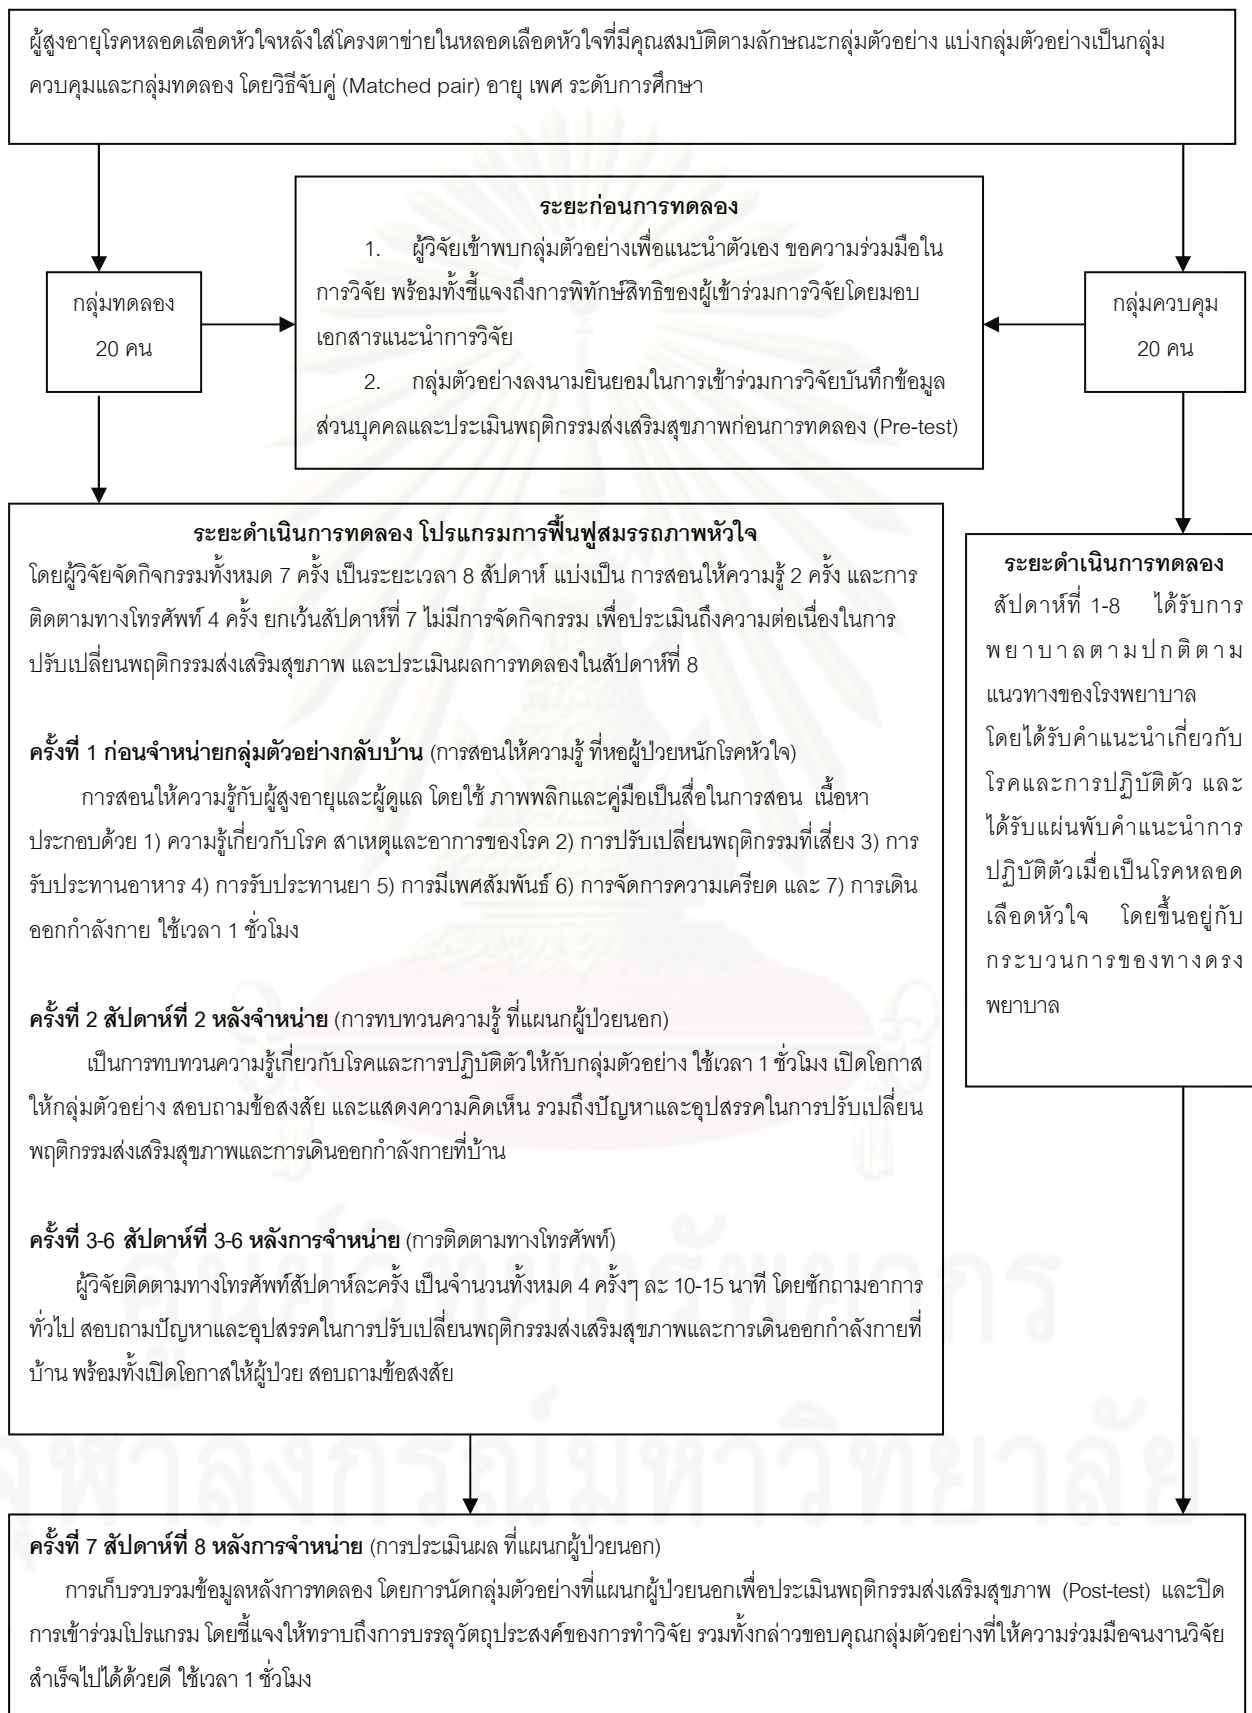 ผู้สูงอายุโรคหลอดเลือดหัวใจหลังใส่โครงตาข่ายในหลอดเลือดหัวใจที่มีคุณสมบัติตามลักษณะกลุ่มตัวอย่าง แบ่งกลุ่มตัวอย่างเป็นกลุ่ม
ควบคุมและกลุ่มทดลอง โดยวิธีจับคู่ (Matched pair) อายุ เพศ ระดับการศึกษา
ระยะก่อนการทดลอง
1. ผู้วิจัยเข้าพบกลุ่มตัวอย่างเพื่อแนะนำตัวเอง ขอความร่วมมือใน
การวิจัย พร้อมทั้งชี้แจงถึงการพิทักษ์สิทธิของผู้เข้าร่วมการวิจัยโดยมอบ
เอกสารแนะนำการวิจัย
2. กลุ่มตัวอย่างลงนามยินยอมในการเข้าร่วมการวิจัยบันทึกข้อมูล
ส่วนบุคคลและประเมินพฤติกรรมส่งเสริมสุขภาพก่อนการทดลอง (Pre-test)
กลุ่มทดลอง
20 คน
กลุ่มควบคุม
20 คน
ระยะดำเนินการทดลอง โปรแกรมการฟื้นฟูสมรรถภาพหัวใจ
โดยผู้วิจัยจัดกิจกรรมทั้งหมด 7 ครั้ง เป็นระยะเวลา 8 สัปดาห์ แบ่งเป็น การสอนให้ความรู้ 2 ครั้ง และการ
ติดตามทางโทรศัพท์ 4 ครั้ง ยกเว้นสัปดาห์ที่ 7 ไม่มีการจัดกิจกรรม เพื่อประเมินถึงความต่อเนื่องในการ
ปรับเปลี่ยนพฤติกรรมส่งเสริมสุขภาพ และประเมินผลการทดลองในสัปดาห์ที่ 8
ครั้งที่ 1 ก่อนจำหน่ายกลุ่มตัวอย่างกลับบ้าน (การสอนให้ความรู้ ที่หอผู้ป่วยหนักโรคหัวใจ)
การสอนให้ความรู้กับผู้สูงอายุและผู้ดูแล โดยใช้ ภาพพลิกและคู่มือเป็นสื่อในการสอน เนื้อหา
ประกอบด้วย 1) ความรู้เกี่ยวกับโรค สาเหตุและอาการของโรค 2) การปรับเปลี่ยนพฤติกรรมที่เสี่ยง 3) การ
รับประทานอาหาร 4) การรับประทานยา 5) การมีเพศสัมพันธ์ 6) การจัดการความเครียด และ 7) การเดิน
ออกกำลังกาย ใช้เวลา 1 ชั่วโมง
ครั้งที่ 2 สัปดาห์ที่ 2 หลังจำหน่าย (การทบทวนความรู้ ที่แผนกผู้ป่วยนอก)
เป็นการทบทวนความรู้เกี่ยวกับโรคและการปฏิบัติตัวให้กับกลุ่มตัวอย่าง ใช้เวลา 1 ชั่วโมง เปิดโอกาส
ให้กลุ่มตัวอย่าง สอบถามข้อสงสัย และแสดงความคิดเห็น รวมถึงปัญหาและอุปสรรคในการปรับเปลี่ยน
พฤติกรรมส่งเสริมสุขภาพและการเดินออกกำลังกายที่บ้าน
ครั้งที่ 3-6 สัปดาห์ที่ 3-6 หลังการจำหน่าย (การติดตามทางโทรศัพท์)
ผู้วิจัยติดตามทางโทรศัพท์สัปดาห์ละครั้ง เป็นจำนวนทั้งหมด 4 ครั้งๆ ละ 10-15 นาที โดยซักถามอาการ
ทั่วไป สอบถามปัญหาและอุปสรรคในการปรับเปลี่ยนพฤติกรรมส่งเสริมสุขภาพและการเดินออกกำลังกายที่
บ้าน พร้อมทั้งเปิดโอกาสให้ผู้ป่วย สอบถามข้อสงสัย
ระยะดำเนินการทดลอง
สัปดาห์ที่ 1-8 ได้รับการ
พยาบาลตามปกติตาม
แนวทางของโรงพยาบาล
โดยได้รับคำแนะนำเกี่ยวกับ
โรคและการปฏิบัติตัว และ
ได้รับแผ่นพับคำแนะนำการ
ปฏิบัติตัวเมื่อเป็นโรคหลอด
เลือดหัวใจ โดยขึ้นอยู่กับ
กระบวนการของทางดรง
พยาบาล
ครั้งที่ 7 สัปดาห์ที่ 8 หลังการจำหน่าย (การประเมินผล ที่แผนกผู้ป่วยนอก)
การเก็บรวบรวมข้อมูลหลังการทดลอง โดยการนัดกลุ่มตัวอย่างที่แผนกผู้ป่วยนอกเพื่อประเมินพฤติกรรมส่งเสริมสุขภาพ (Post-test) และปิด
การเข้าร่วมโปรแกรม โดยชี้แจงให้ทราบถึงการบรรลุวัตถุประสงค์ของการทำวิจัย รวมทั้งกล่าวขอบคุณกลุ่มตัวอย่างที่ให้ความร่วมมือจนงานวิจัย
สำเร็จไปได้ด้วยดี ใช้เวลา 1 ชั่วโมง
ศูนย์วิทยทรัพยากร
จุฬาลงกรณ์มหาวิทยาลัย